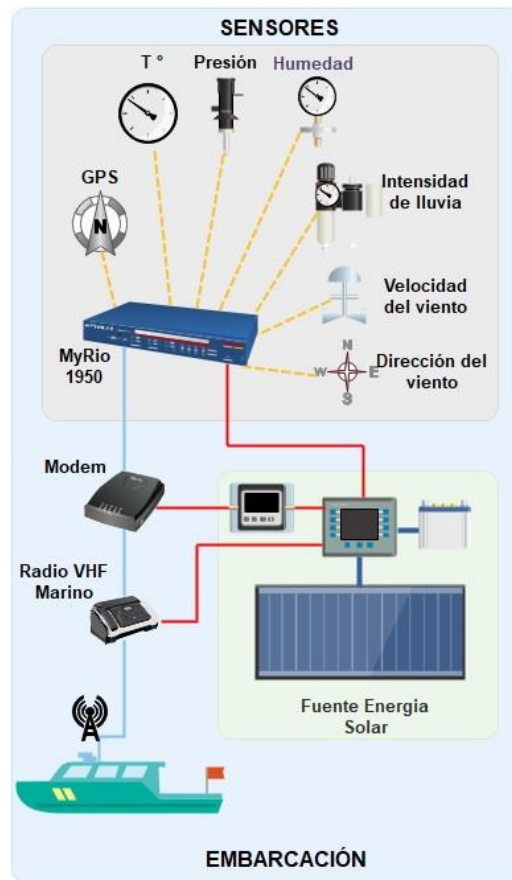 SENSORES
T °
Presión
Humedad
GPS
N
Intensidad
de lluvia
Velocidad
del viento
MyRio
1950
N
W
E
S
Dirección del
viento
Modem
Radio VHF
Marino
Fuente Energia
Solar
EMBARCACIÓN